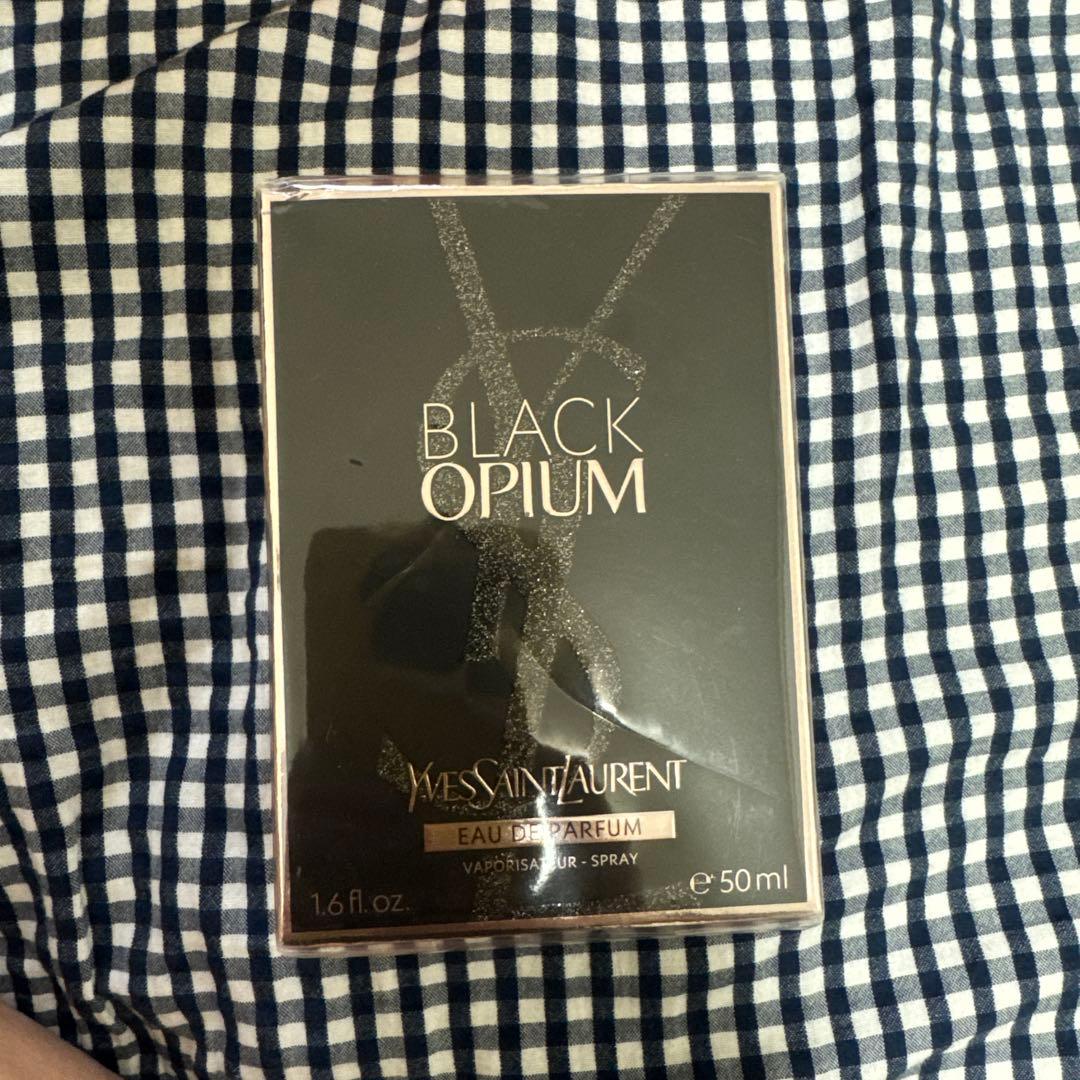 BLACK
OPIUM
YVESSAINTLAURENT
EAU DE PARFUM
VAPORISATEUR - SPRAY
1.6 fl. oz. ℮ 50 ml